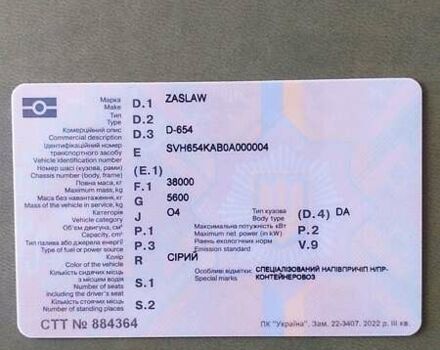 Марка D.1 ZASLAW
Make
Тип D.2
Type
Комерційний опис D.3 D-654
Commercial description
Ідентифікаційний номер
транспортного засобу E SVH654KAB0A000004
Vehicle identification number
Номер шасі (кузова, рами) (E.1)
Chassis number (body, frame)
Повна маса, кг F.1 38000
Maximum mass, kg
Маса без навантаження, кг G 5600
Mass of the vehicle in service, kg
Категорія J O4 Тип кузова (D.4) DA
Vehicle category Type
Об'єм двигуна, см³ P.1 Максимальна потужність кВт P.2
Capacity, cm³ Maximum net power (in kW)
Тип палива або джерела енергії P.3 Рівень екологічних норм V.9
Type of fuel or power source Emission standard
Колір R СІРИЙ
Color of the vehicle
Кількість сидячих Особливі відмітки: СПЕЦІАЛІЗОВАНИЙ НАПІВПРИЧІП Н/ПР-
місць з місцем водія S.1 Special marks КОНТЕЙНЕРОВОЗ
Number of seats
including the driver's seat
Кількість стоячих місць S.2
Number of standing places
СТТ № 884364 ПК "Україна". Зам. 22-3407. 2022 р. III кв.